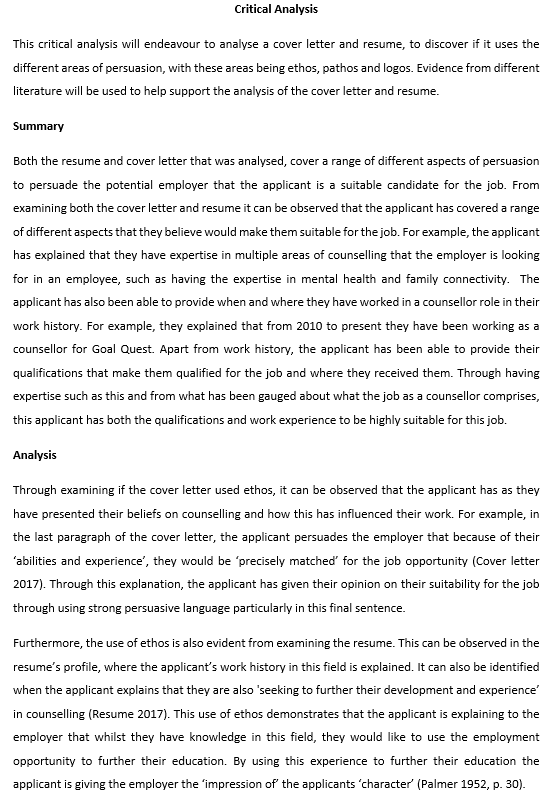 Critical Analysis
This critical analysis will endeavour to analyse a cover letter and resume, to discover if it uses the
different areas of persuasion, with these areas being ethos, pathos and logos. Evidence from different
literature will be used to help support the analysis of the cover letter and resume.
Summary
Both the resume and cover letter that was analysed, cover a range of different aspects of persuasion
to persuade the potential employer that the applicant is a suitable candidate for the job. From
examining both the cover letter and resume it can be observed that the applicant has covered a range
of different aspects that they believe would make them suitable for the job. For example, the applicant
has explained that they have expertise in multiple areas of counselling that the employer is looking
for in an employee, such as having the expertise in mental health and family connectivity. The
applicant has also been able to provide when and where they have worked in a counsellor role in their
work history. For example, they explained that from 2010 to present they have been working as a
counsellor for Goal Quest. Apart from work history, the applicant has been able to provide their
qualifications that make them qualified for the job and where they received them. Through having
expertise such as this and from what has been gauged about what the job as a counsellor comprises,
this applicant has both the qualifications and work experience to be highly suitable for this job.
Analysis
Through examining if the cover letter used ethos, it can be observed that the applicant has as they
have presented their beliefs on counselling and how this has influenced their work. For example, in
the last paragraph of the cover letter, the applicant persuades the employer that because of their
‘abilities and experience’, they would be ‘precisely matched’ for the job opportunity (Cover letter
2017). Through this explanation, the applicant has given their opinion on their suitability for the job
through using strong persuasive language particularly in this final sentence.
Furthermore, the use of ethos is also evident from examining the resume. This can be observed in the
resume’s profile, where the applicant’s work history in this field is explained. It can also be identified
when the applicant explains that they are also 'seeking to further their development and experience’
in counselling (Resume 2017). This use of ethos demonstrates that the applicant is explaining to the
employer that whilst they have knowledge in this field, they would like to use the employment
opportunity to further their education. By using this experience to further their education the
applicant is giving the employer the ‘impression of’ the applicants ‘character’ (Palmer 1952, p. 30).